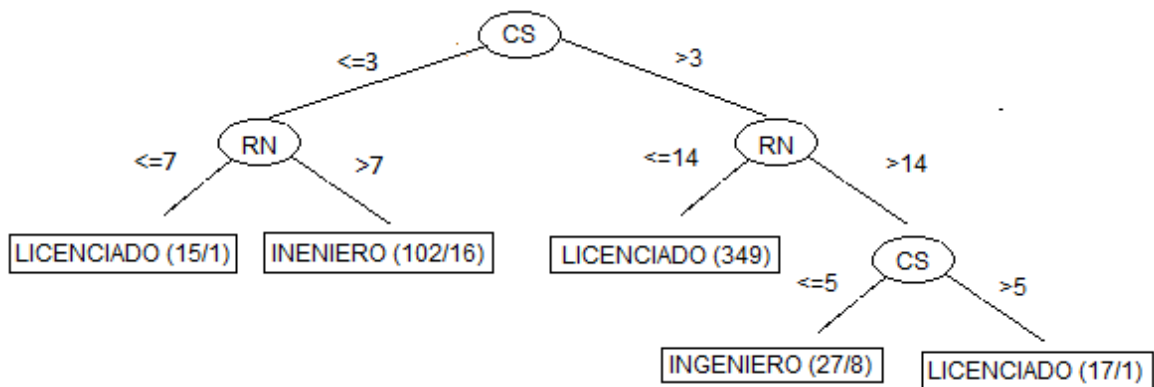 CS
<=3
>3
RN
RN
<=7
>7
<=14
>14
LICENCIADO (15/1)
INENIERO (102/16)
LICENCIADO (349)
CS
<=5
>5
INGENIERO (27/8)
LICENCIADO (17/1)